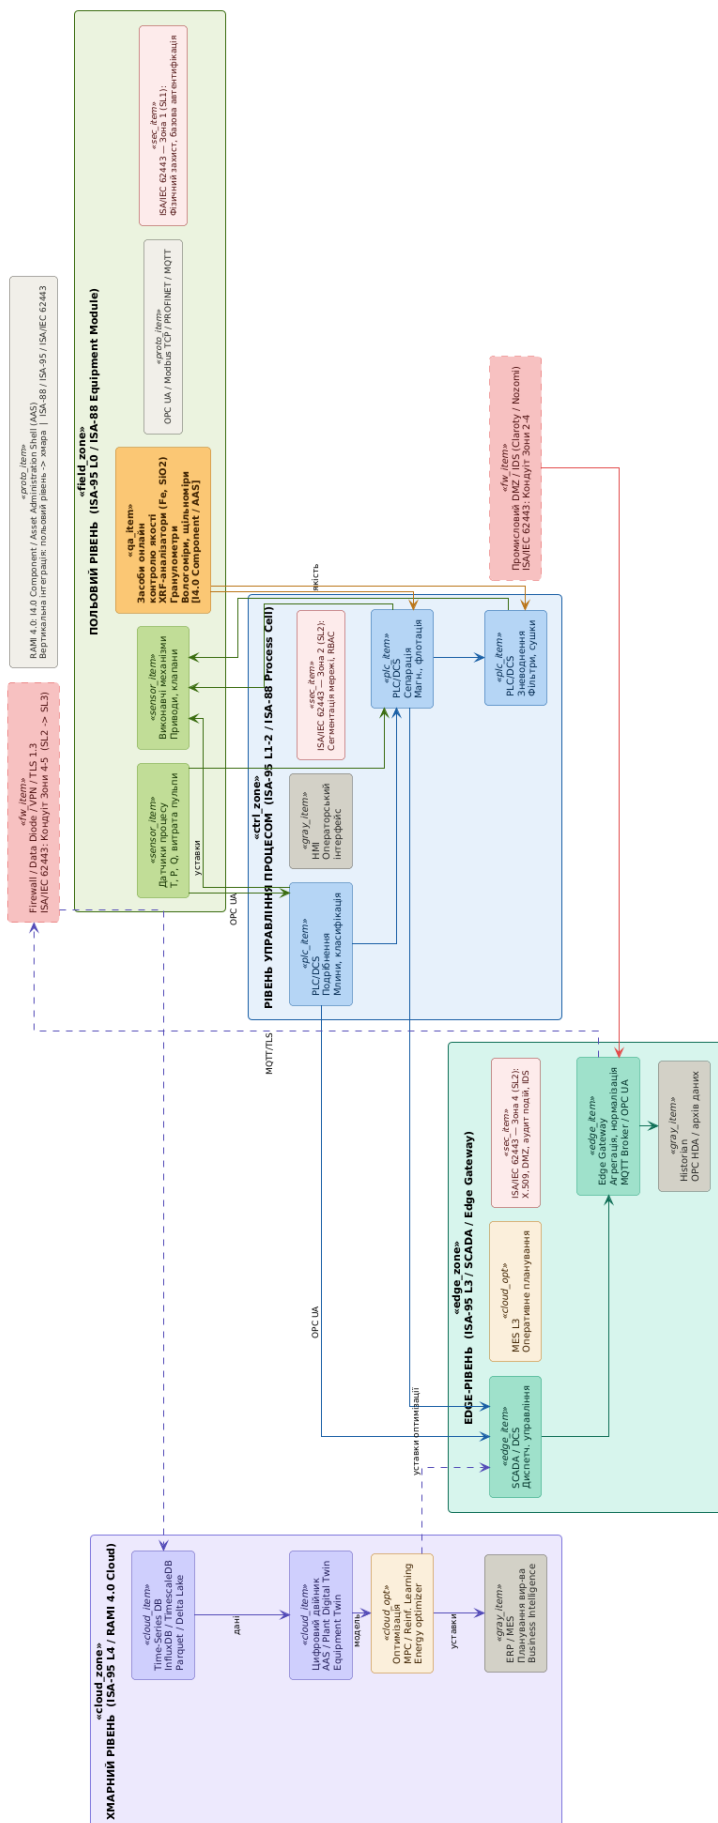 «proto_item»
RAMI 4.0: I4.0 Component / Asset Administration Shell (AAS)
Вертикальна інтеграція: польовий рівень -> хмара | ISA-88 / ISA-95 / ISA/IEC 62443
«fw_item»
Firewall / Data Diode / VPN / TLS 1.3
ISA/IEC 62443: Кондуїт Зони 4-5 (SL2 -> SL3)
«field_zone»
ПОЛЬОВИЙ РІВЕНЬ (ISA-95 L0 / ISA-88 Equipment Module)
«sec_item»
ISA/IEC 62443 — Зона 1 (SL1):
Фізичний захист, базова автентифікація
«proto_item»
OPC UA / Modbus TCP / PROFINET / MQTT
«qa_item»
Засоби онлайн
контролю якості
XRF-аналізатори (Fe, SiO2)
Гранулометри
Вологоміри, щільноміри
[I4.0 Component / AAS]
«sensor_item»
Виконавчі механізми
Приводи, клапани
«sensor_item»
Датчики процесу
T, P, Q, витрата пульпи
уставки
OPC UA
якість
«ctrl_zone»
РІВЕНЬ УПРАВЛІННЯ ПРОЦЕСОМ (ISA-95 L1-2 / ISA-88 Process Cell)
«sec_item»
ISA/IEC 62443 — Зона 2 (SL2):
Сегментація мережі, RBAC
«gray_item»
HMI
Операторський
інтерфейс
«plc_item»
PLC/DCS
Подрібнення
Млини, класифікація
«plc_item»
PLC/DCS
Сепарація
Магн., флотація
«plc_item»
PLC/DCS
Зневоднення
Фільтри, сушки
«fw_item»
Промисловий DMZ / IDS (Claroty / Nozomi)
ISA/IEC 62443: Кондуїт Зони 2-4
MQTT/TLS
OPC UA
уставки оптимізації
«edge_zone»
EDGE-РІВЕНЬ (ISA-95 L3 / SCADA / Edge Gateway)
«sec_item»
ISA/IEC 62443 — Зона 4 (SL2):
X.509, DMZ, аудит подій, IDS
«cloud_opt»
MES L3
Оперативне планування
«edge_item»
SCADA / DCS
Диспетч. управління
«edge_item»
Edge Gateway
Агрегація, нормалізація
MQTT Broker / OPC UA
«gray_item»
Historian
OPC HDA / архів даних
«cloud_zone»
ХМАРНИЙ РІВЕНЬ (ISA-95 L4 / RAMI 4.0 Cloud)
«cloud_item»
Time-Series DB
InfluxDB / TimescaleDB
Parquet / Delta Lake
дані
«cloud_item»
Цифровий двійник
AAS / Plant Digital Twin
Equipment Twin
модель
«cloud_opt»
Оптимізація
MPC / Reinf. Learning
Energy optimizer
уставки
«gray_item»
ERP / MES
Планування вир-ва
Business Intelligence